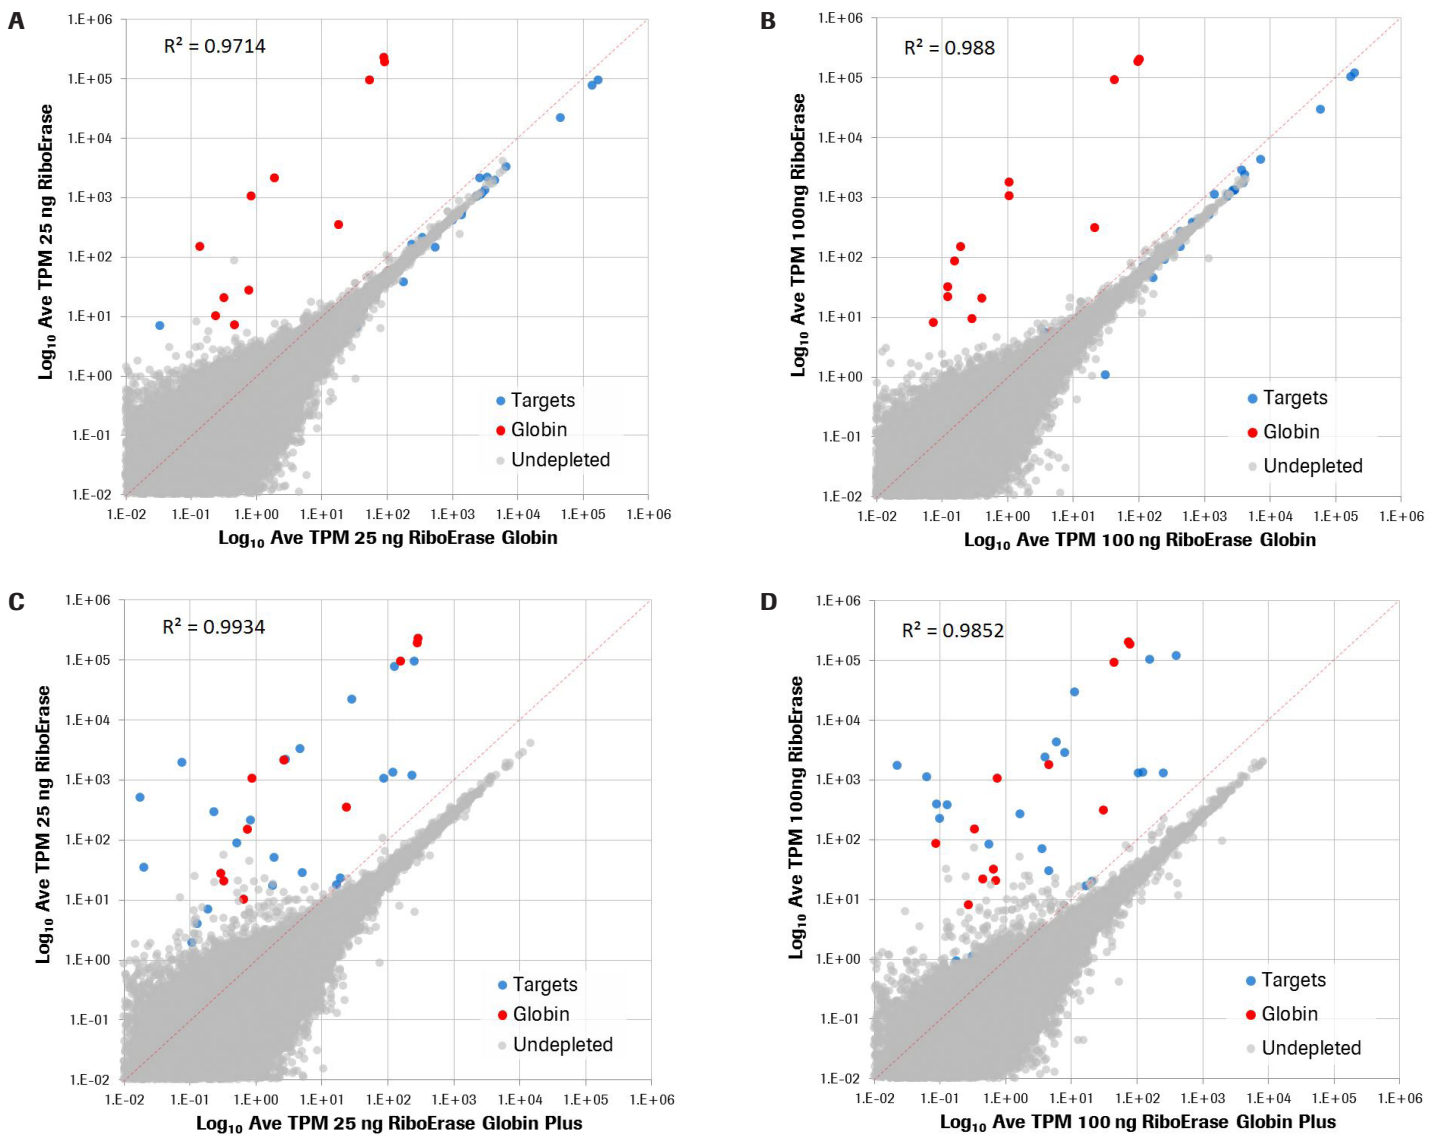 A
R² = 0.9714
Log₁₀ Ave TPM 25 ng RiboErase
1.E+06
1.E+05
1.E+04
1.E+03
1.E+02
1.E+01
1.E+00
1.E–01
1.E–02
Targets
Globin
Undepleted
1.E–02 1.E–01 1.E+00 1.E+01 1.E+02 1.E+03 1.E+04 1.E+05 1.E+06
Log₁₀ Ave TPM 25 ng RiboErase Globin
B
R² = 0.988
Log₁₀ Ave TPM 100ng RiboErase
1.E+06
1.E+05
1.E+04
1.E+03
1.E+02
1.E+01
1.E+00
1.E–01
1.E–02
Targets
Globin
Undepleted
1.E–02 1.E–01 1.E+00 1.E+01 1.E+02 1.E+03 1.E+04 1.E+05 1.E+06
Log₁₀ Ave TPM 100 ng RiboErase Globin
C
R² = 0.9934
Log₁₀ Ave TPM 25 ng RiboErase
1.E+06
1.E+05
1.E+04
1.E+03
1.E+02
1.E+01
1.E+00
1.E–01
1.E–02
Targets
Globin
Undepleted
1.E–02 1.E–01 1.E+00 1.E+01 1.E+02 1.E+03 1.E+04 1.E+05 1.E+06
Log₁₀ Ave TPM 25 ng RiboErase Globin Plus
D
R² = 0.9852
Log₁₀ Ave TPM 100ng RiboErase
1.E+06
1.E+05
1.E+04
1.E+03
1.E+02
1.E+01
1.E+00
1.E–01
1.E–02
Targets
Globin
Undepleted
1.E–02 1.E–01 1.E+00 1.E+01 1.E+02 1.E+03 1.E+04 1.E+05 1.E+06
Log₁₀ Ave TPM 100 ng RiboErase Globin Plus